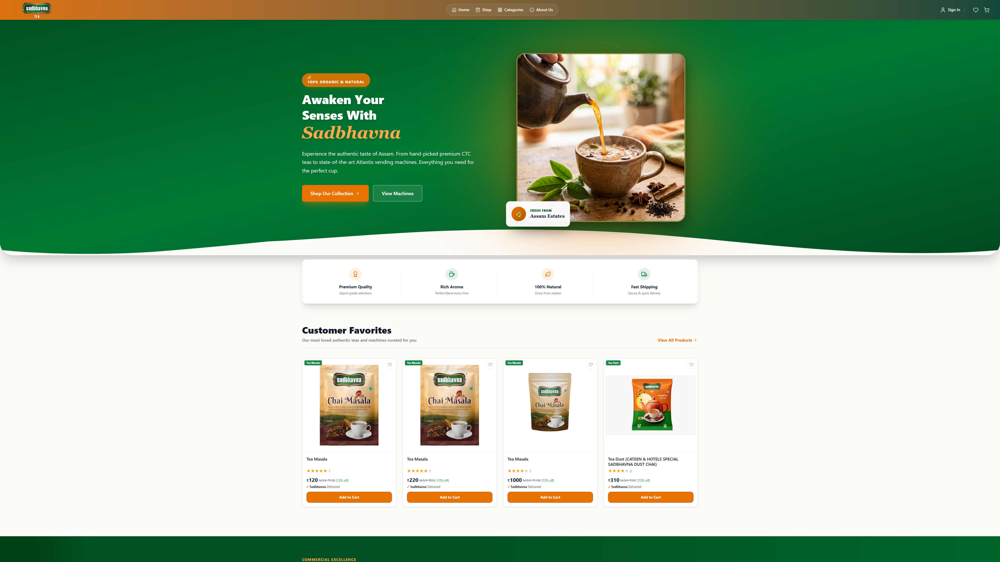 sadbhavna
TEA
Home
Shop
Categories
About Us
Sign In
100% ORGANIC & NATURAL
Awaken Your
Senses With
Sadbhavna
Experience the authentic taste of Assam. From hand-picked premium CTC
teas to state-of-the-art Atlantis vending machines. Everything you need for
the perfect cup.
Shop Our Collection
View Machines
FRESH FROM
Assam Estates
Premium Quality
Export grade selections
Rich Aroma
Perfect blend every time
100% Natural
Direct from estates
Fast Shipping
Secure & quick delivery
Customer Favorites
Our most loved authentic teas and machines curated for you
View All Products
Tea Masala
sadbhavna
Chai Masala
Tea Masala
1
₹120 M.R.P: ₹138 (13% off)
✓ Sadbhavna Delivered
Add to Cart
Tea Masala
sadbhavna
Chai Masala
Tea Masala
1
₹220 M.R.P: ₹253 (13% off)
✓ Sadbhavna Delivered
Add to Cart
Tea Masala
sadbhavna
Chai Masala
Tea Masala
1
₹1000 M.R.P: ₹1150 (13% off)
✓ Sadbhavna Delivered
Add to Cart
Tea Dust
sadbhavna
TEA
PREMIUM TEA
1 kg
Tea Dust (CATEEN & HOTELS SPECIAL
SADBHAVNA DUST CHAI)
2
₹310 M.R.P: ₹357 (13% off)
✓ Sadbhavna Delivered
Add to Cart
COMMERCIAL EXCELLENCE